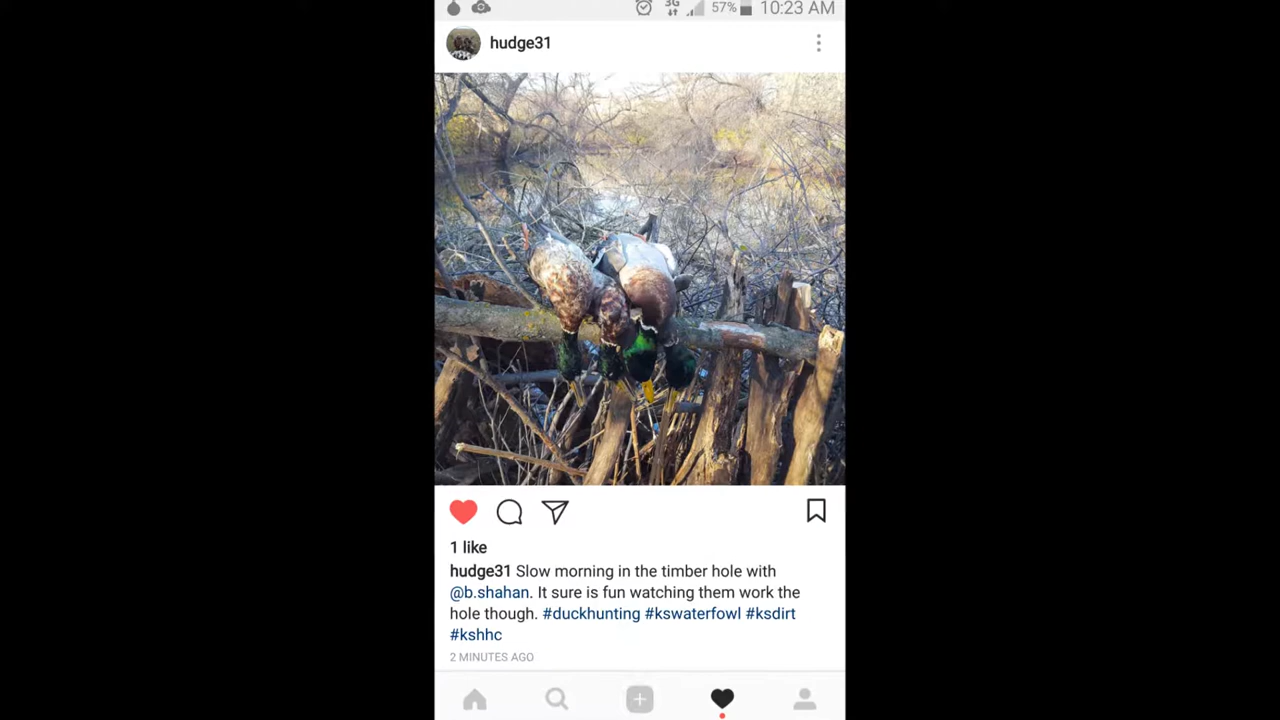 3G 57% 10:23 AM
hudge31
1 like
hudge31 Slow morning in the timber hole with
@b.shahan. It sure is fun watching them work the
hole though. #duckhunting #kswaterfowl #ksdirt
#kshhc
2 MINUTES AGO